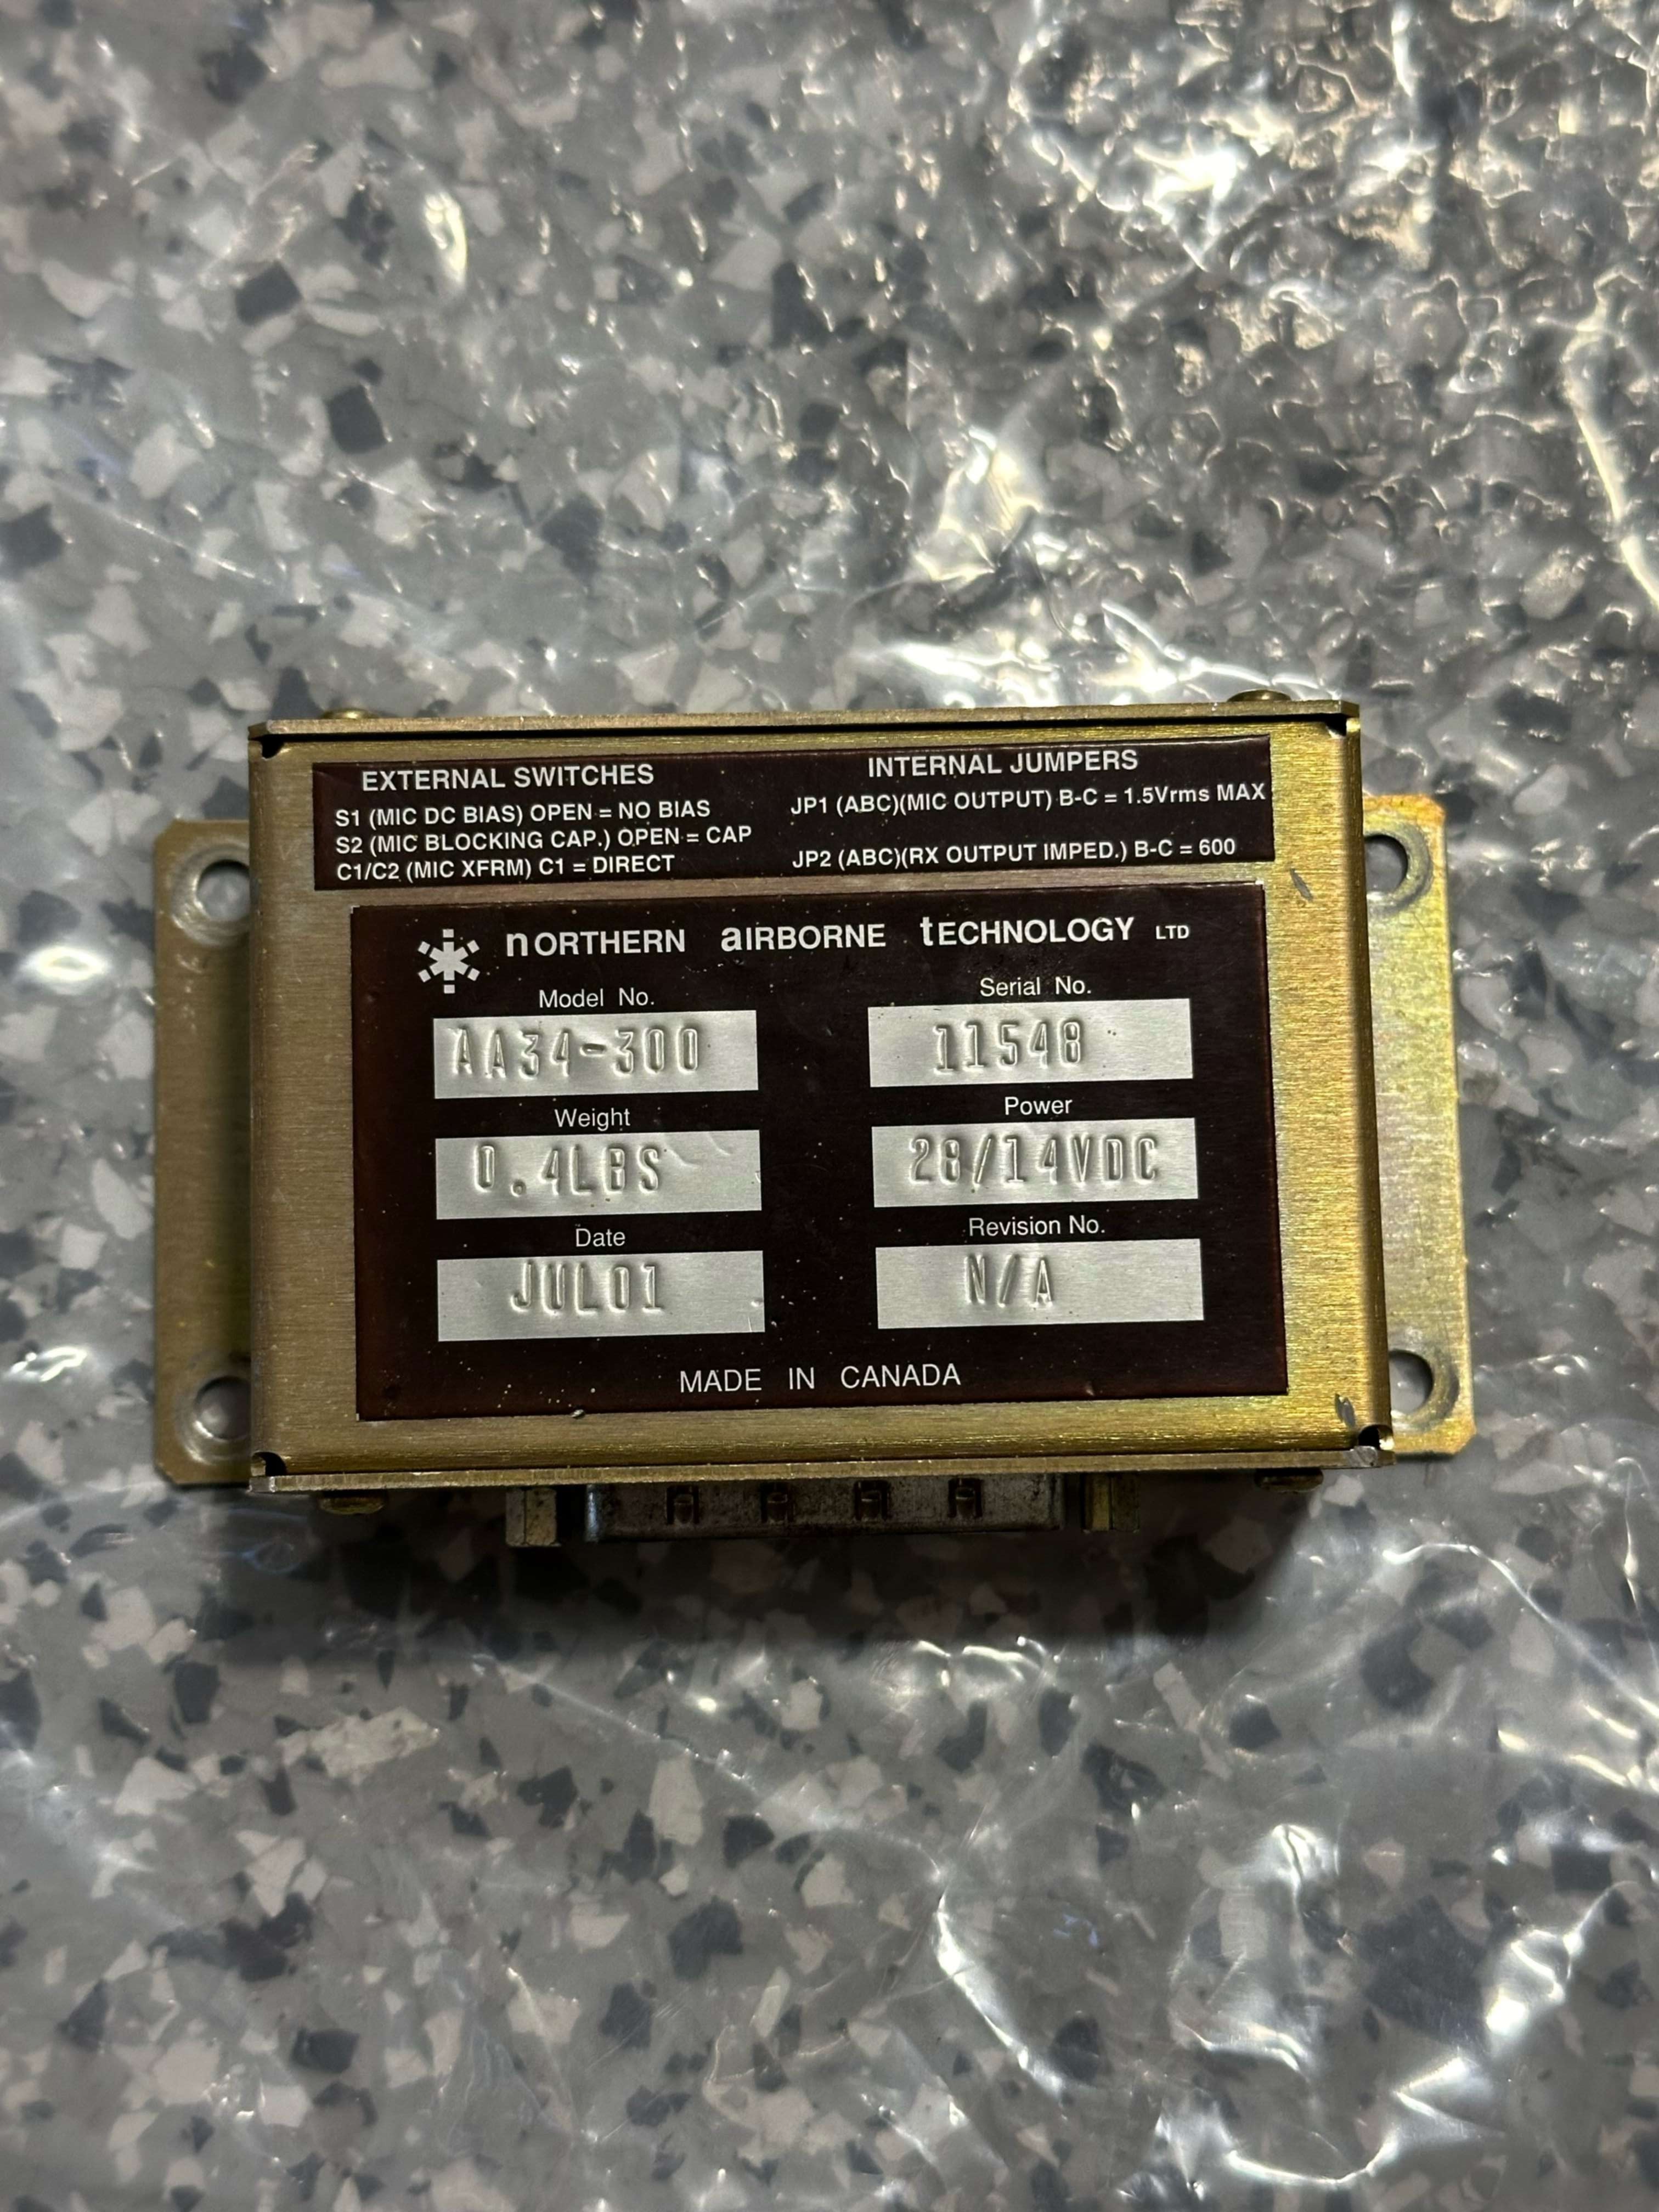 EXTERNAL SWITCHES
S1 (MIC DC BIAS) OPEN = NO BIAS
S2 (MIC BLOCKING CAP.) OPEN = CAP
C1/C2 (MIC XFRM) C1 = DIRECT
INTERNAL JUMPERS
JP1 (ABC)(MIC OUTPUT) B-C = 1.5Vrms MAX
JP2 (ABC)(RX OUTPUT IMPED.) B-C = 600
nORTHERN aIRBORNE tECHNOLOGY LTD
Model No.
AA34-300
Serial No.
11548
Weight
0.4LBS
Power
28/14VDC
Date
JUL01
Revision No.
N/A
MADE IN CANADA